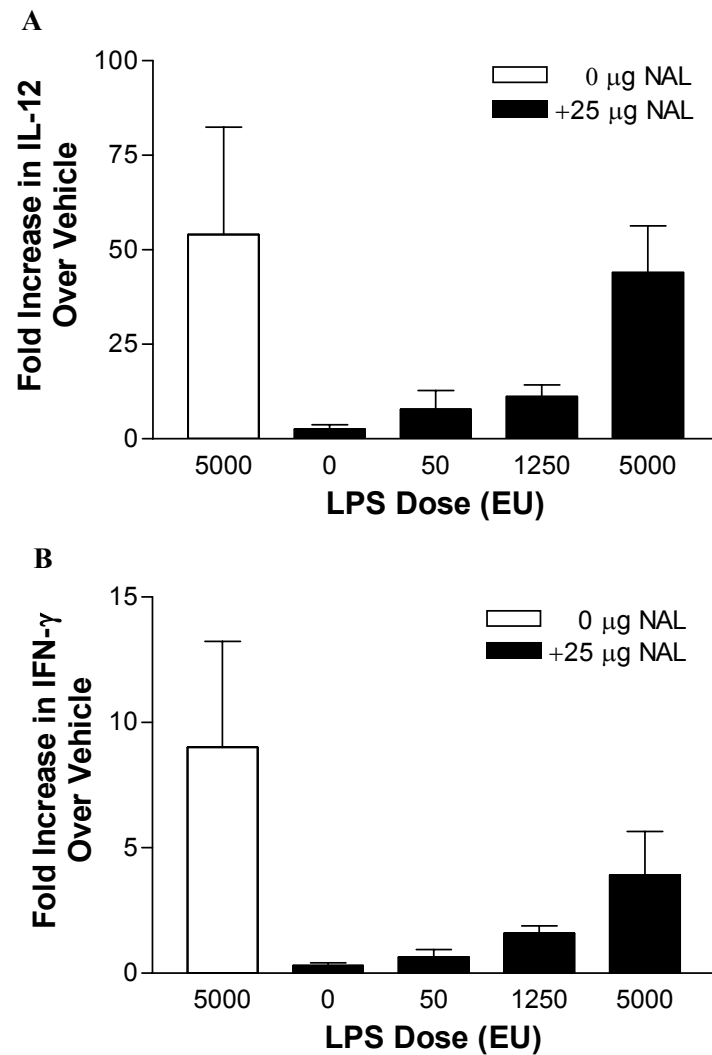 A
Fold Increase in IL-12
Over Vehicle
100
75
50
25
0
0 μg NAL
+25 μg NAL
5000 0 50 1250 5000
LPS Dose (EU)
B
Fold Increase in IFN-γ
Over Vehicle
15
10
5
0
0 μg NAL
+25 μg NAL
5000 0 50 1250 5000
LPS Dose (EU)